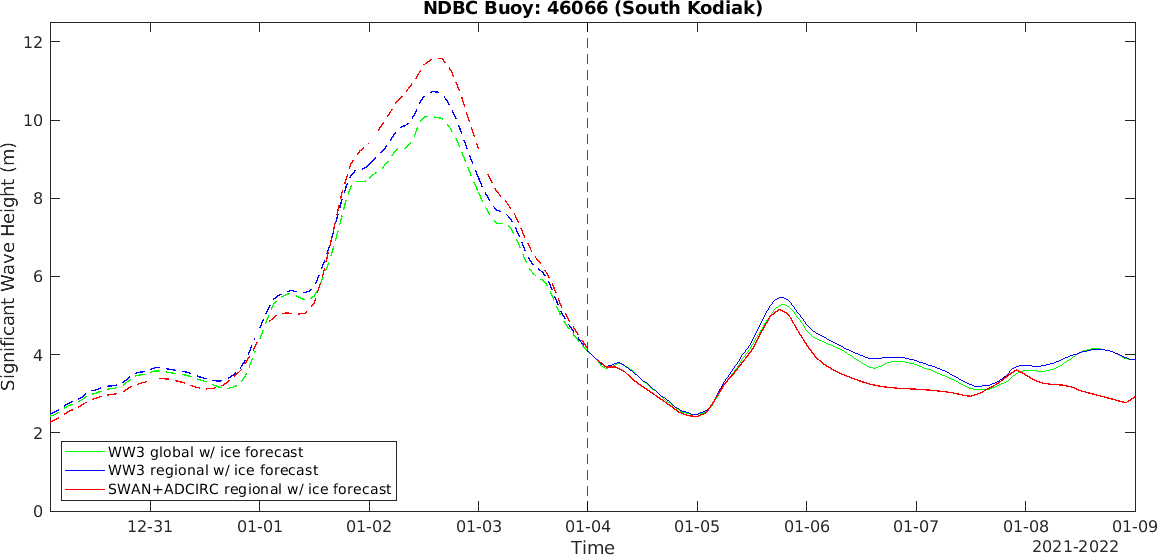 NDBC Buoy: 46066 (South Kodiak)
Significant Wave Height (m)
12
10
8
6
4
2
0
WW3 global w/ ice forecast
WW3 regional w/ ice forecast
SWAN+ADCIRC regional w/ ice forecast
12-31 01-01 01-02 01-03 01-04 01-05 01-06 01-07 01-08 01-09
Time
2021-2022